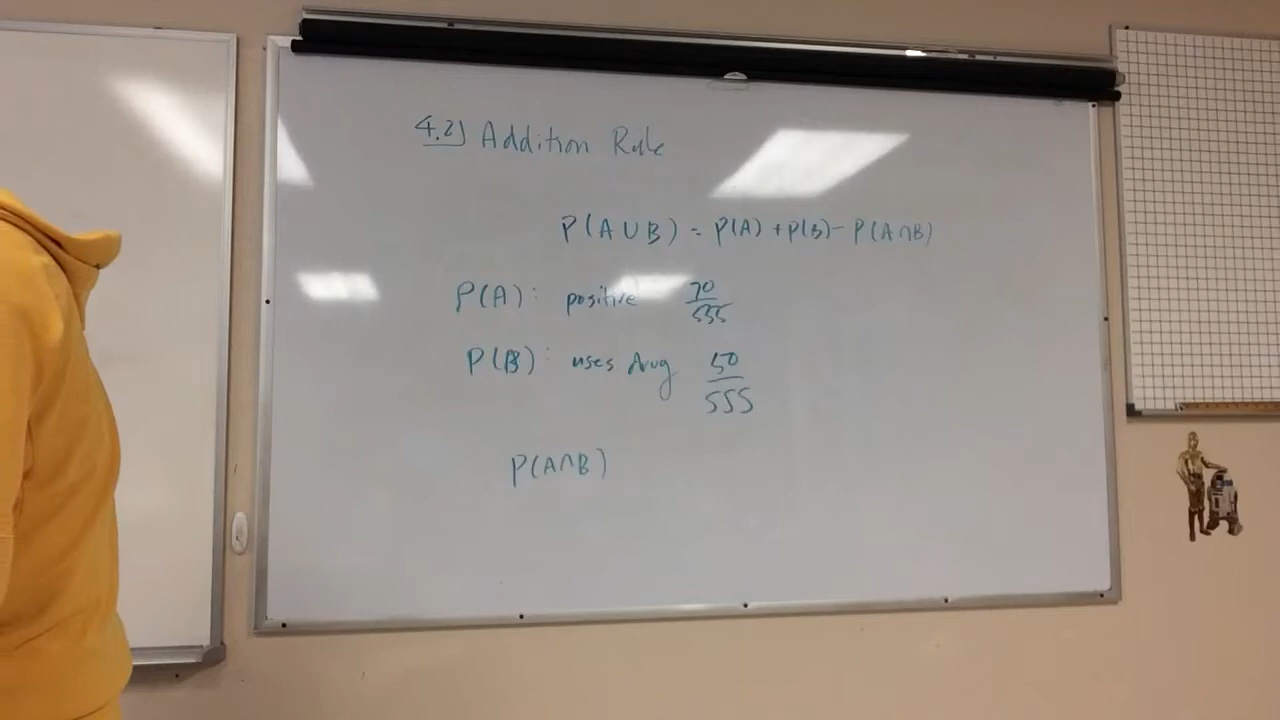 4.2) Addition Rule
P(A∪B) = P(A) + P(B) - P(A∩B)
P(A): positive 70/555
P(B): uses drug 50/555
P(A∩B)